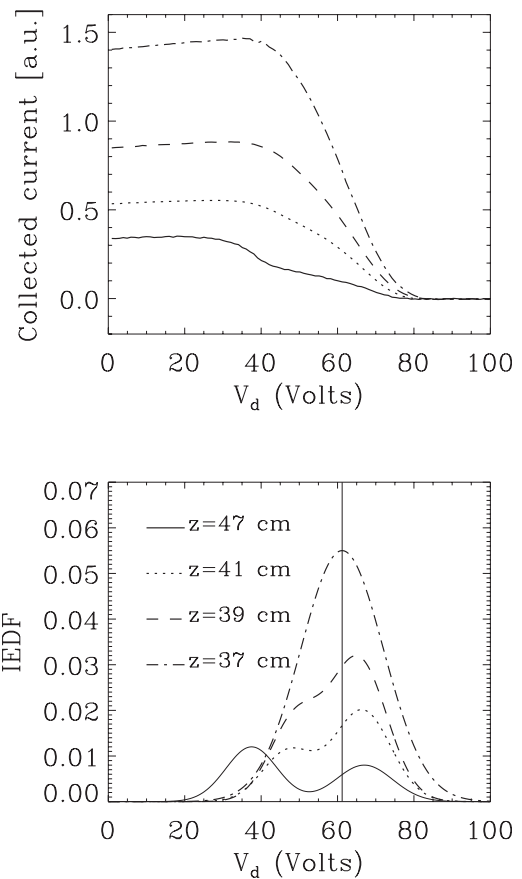 Collected current [a.u.]
1.5
1.0
0.5
0.0
0 20 40 60 80 100
V_d (Volts)
IEDF
0.07
0.06
0.05
0.04
0.03
0.02
0.01
0.00
z=47 cm
z=41 cm
z=39 cm
z=37 cm
0 20 40 60 80 100
V_d (Volts)